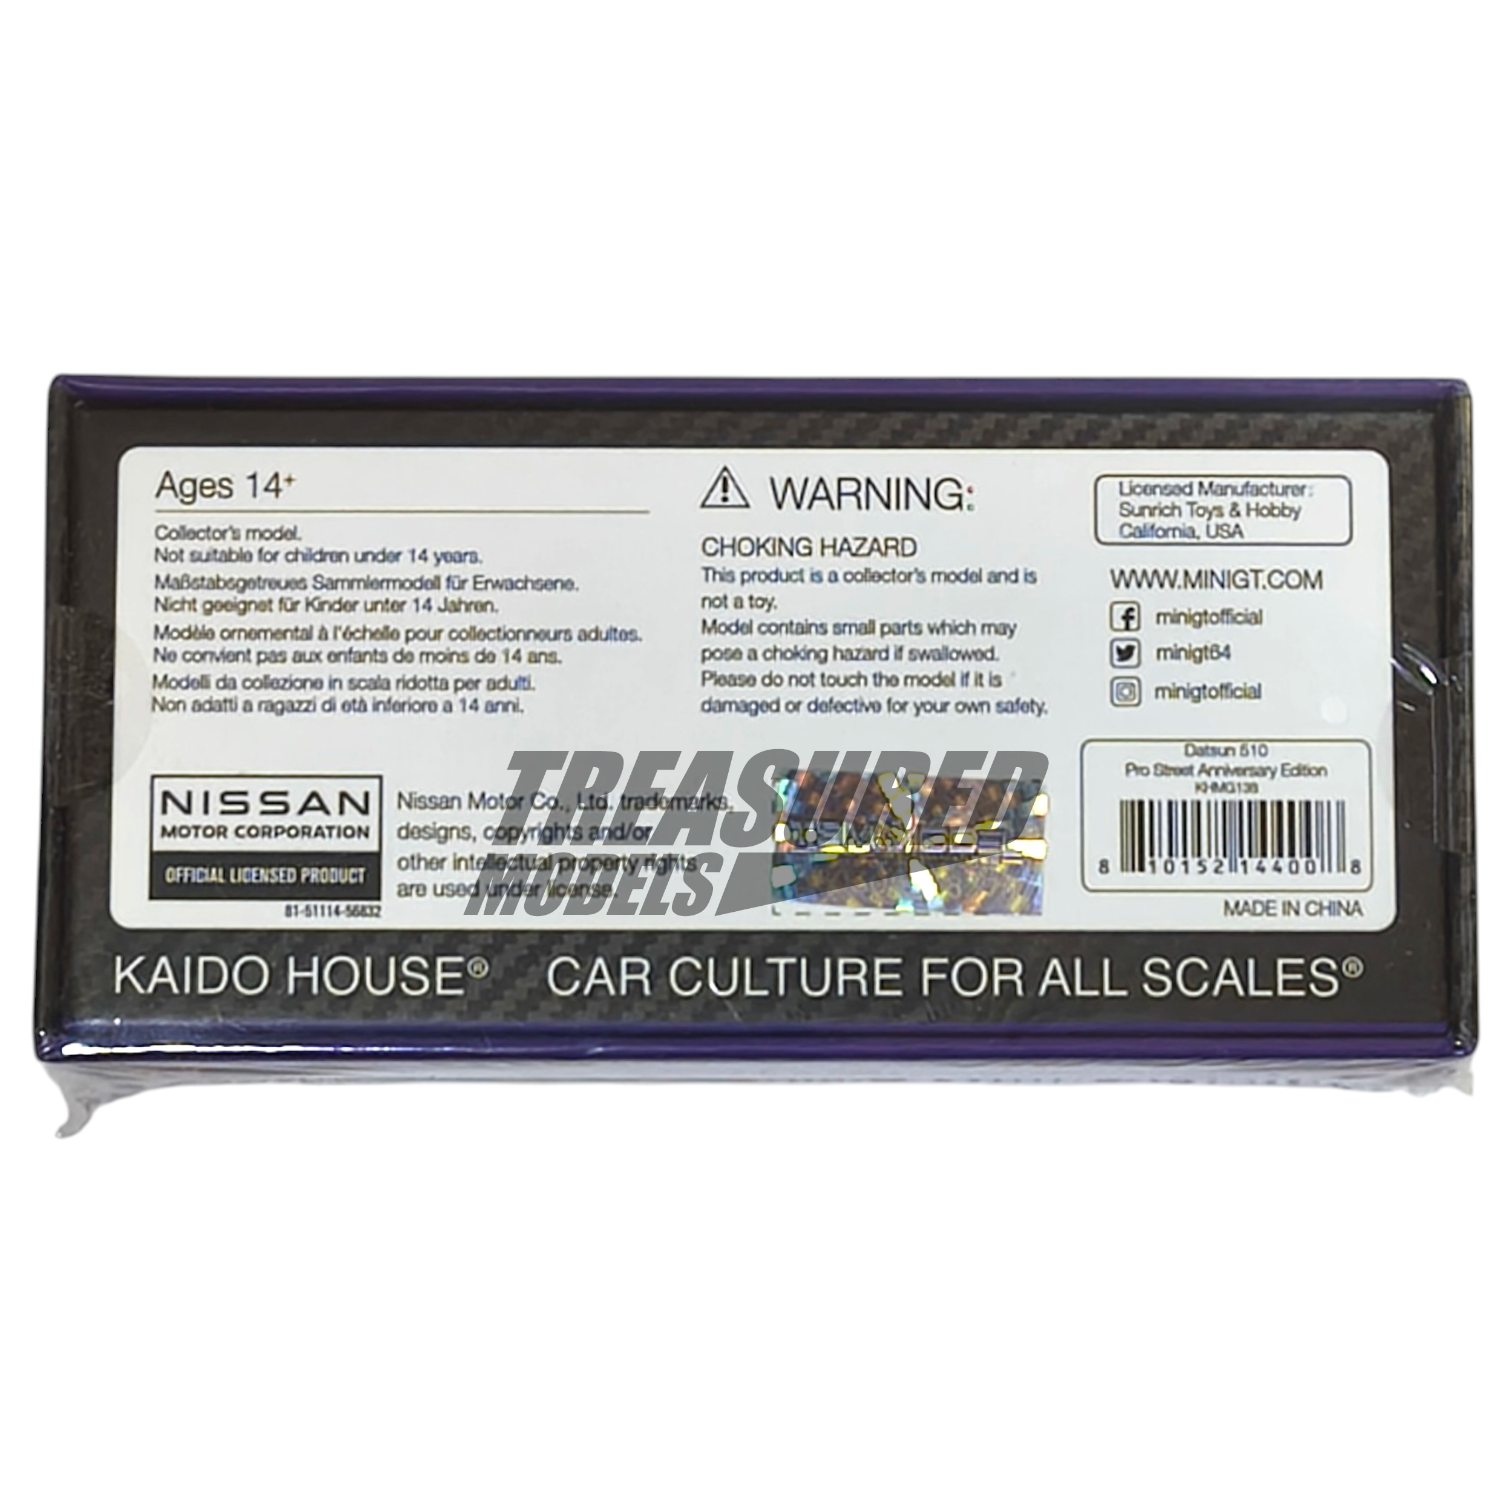 Ages 14+
Collector's model.
Not suitable for children under 14 years.
Maßstabsgetreues Sammlermodell für Erwachsene.
Nicht geeignet für Kinder unter 14 Jahren.
Modèle ornemental à l'échelle pour collectionneurs adultes.
Ne convient pas aux enfants de moins de 14 ans.
Modelli da collezione in scala ridotta per adulti.
Non adatti a ragazzi di età inferiore a 14 anni.
NISSAN
MOTOR CORPORATION
OFFICIAL LICENSED PRODUCT
81-51114-56832
Nissan Motor Co., Ltd. trademarks,
designs, copyrights and/or
other intellectual property rights
are used under license.
WARNING:
CHOKING HAZARD
This product is a collector's model and is
not a toy.
Model contains small parts which may
pose a choking hazard if swallowed.
Please do not touch the model if it is
damaged or defective for your own safety.
TREASURED
MODELS
Licensed Manufacturer:
Sunrich Toys & Hobby
California, USA
WWW.MINIGT.COM
minigtofficial
minigt64
minigtofficial
Datsun 510
Pro Street Anniversary Edition
KHMG138
8 10152 14400 8
MADE IN CHINA
KAIDO HOUSE® CAR CULTURE FOR ALL SCALES®